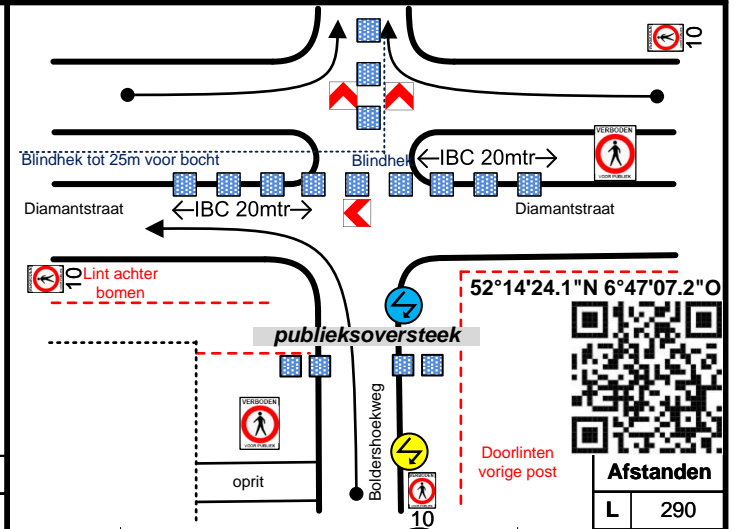 10
VERBODEN
VOOR PUBLIEK
Blindhek tot 25m voor bocht
Blindhek
←IBC 20mtr→
Diamantstraat
←IBC 20mtr→
Diamantstraat
10
Lint achter
bomen
52°14'24.1"N 6°47'07.2"O
publieksoversteek
VERBODEN
VOOR PUBLIEK
oprit
Boldershoekweg
Doorlinten
vorige post
10
Afstanden
L 290